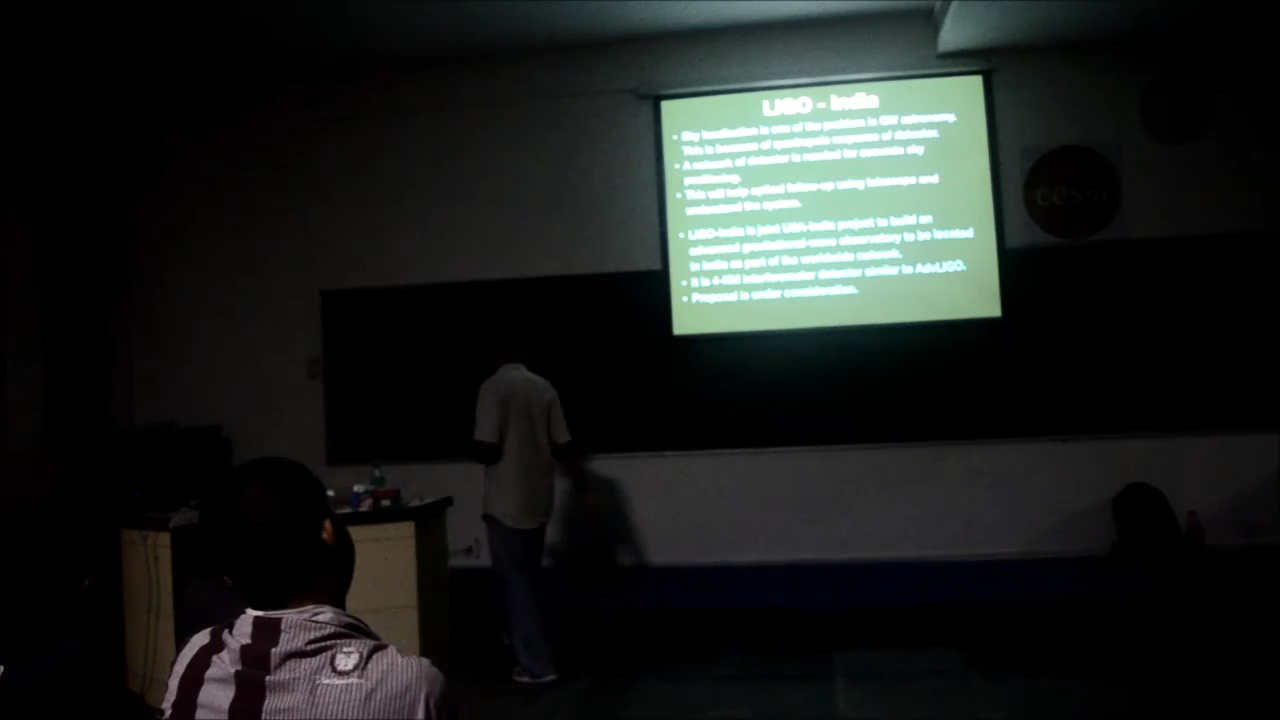 LIGO - India
• Sky localisation is one of the problem in GW astronomy.
This is because of quadrupole response of detector.
• A network of detector is needed for accurate sky
positioning.
• This will help optical follow-up using telescope and
understand the system.
• LIGO-India is joint USA-India project to build an
advanced gravitational-wave observatory to be located
in India as part of the worldwide network.
• It is 4-KM interferometer detector similar to AdvLIGO.
• Proposal is under consideration.